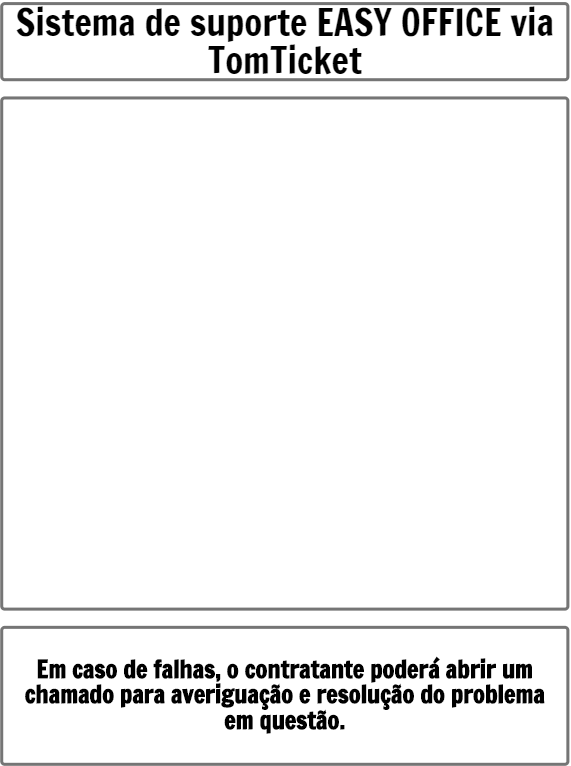 Sistema de suporte EASY OFFICE via
TomTicket
Em caso de falhas, o contratante poderá abrir um
chamado para averiguação e resolução do problema
em questão.